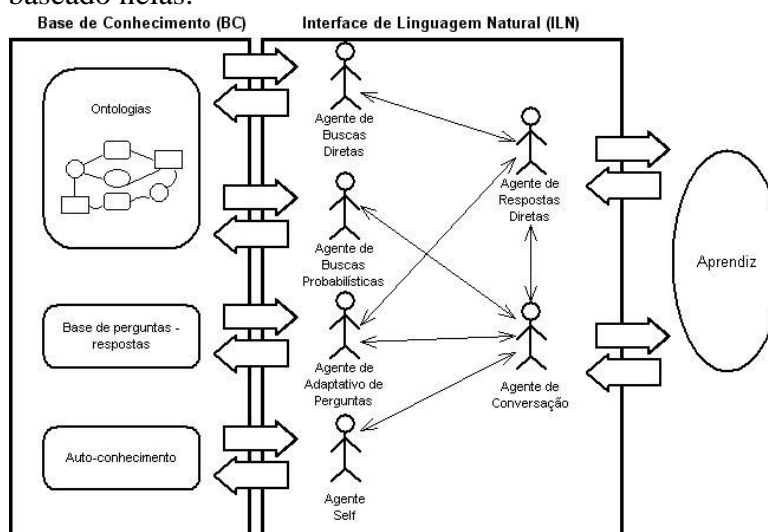 baseado nelas.
Base de Conhecimento (BC)
Interface de Linguagem Natural (ILN)
Ontologias
Agente de
Buscas
Diretas
Agente de
Respostas
Diretas
Agente de
Buscas
Probabilísticas
Aprendiz
Base de perguntas -
respostas
Agente de
Adaptativo de
Perguntas
Agente de
Conversação
Auto-conhecimento
Agente
Self